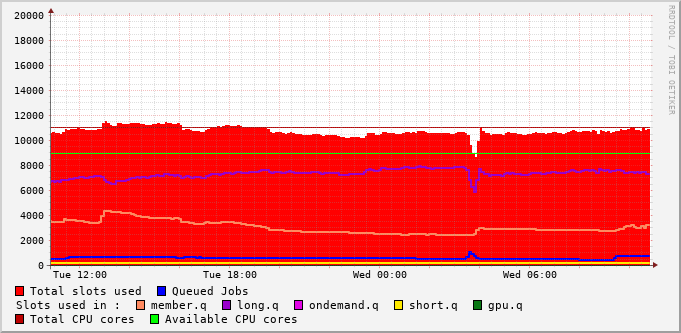 20000
18000
16000
14000
12000
10000
8000
6000
4000
2000
0
Tue 12:00 Tue 18:00 Wed 00:00 Wed 06:00
RRDTOOL / TOBI OETIKER
Total slots used Queued Jobs
Slots used in : member.q long.q ondemand.q short.q gpu.q
Total CPU cores Available CPU cores